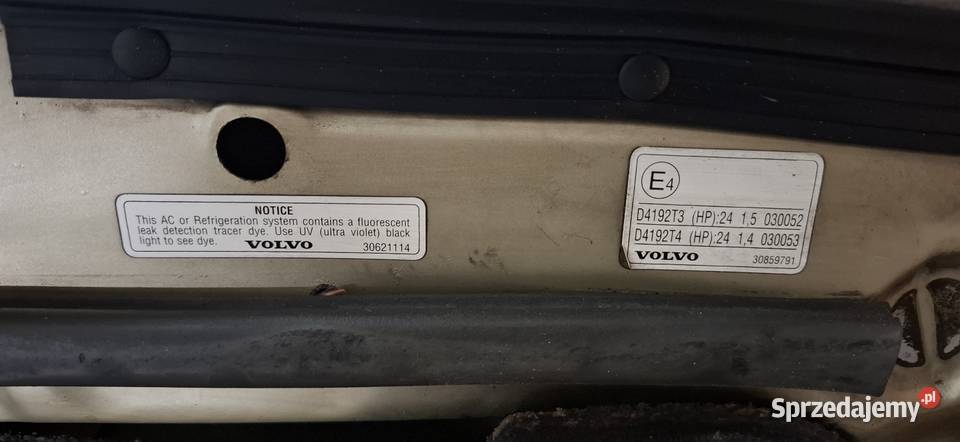 NOTICE
This AC or Refrigeration system contains a fluorescent
leak detection tracer dye. Use UV (ultra violet) black
light to see dye. VOLVO 30621114
E4
D4192T3 (HP):24 1,5 030052
D4192T4 (HP):24 1,4 030053
VOLVO 30859791
Sprzedajemy.pl